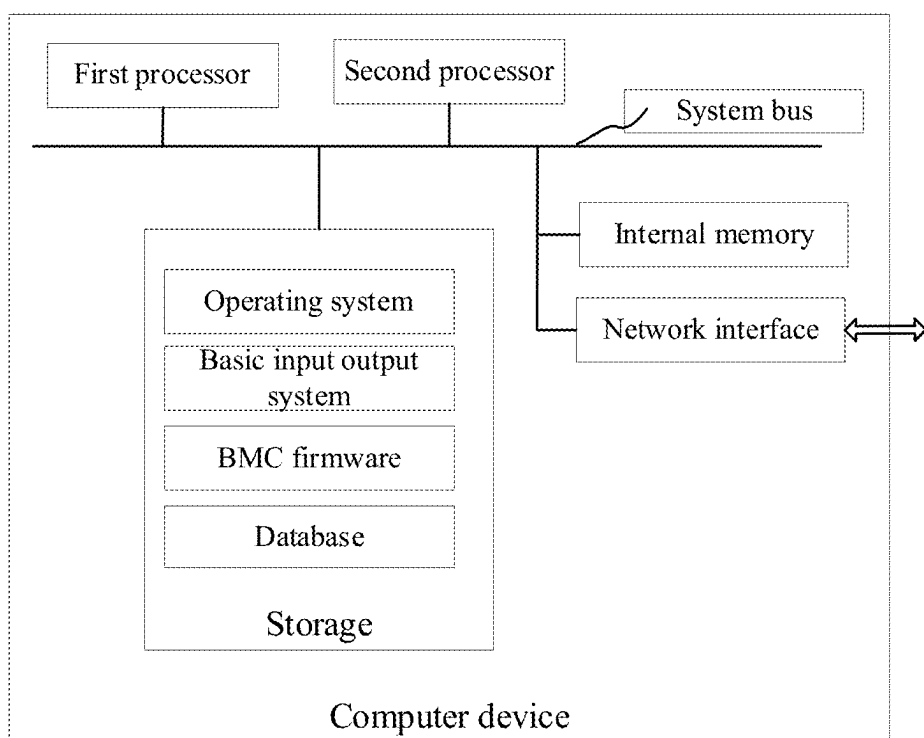 First processor
Second processor
System bus
Internal memory
Operating system
Network interface
Basic input output
system
BMC firmware
Database
Storage
Computer device